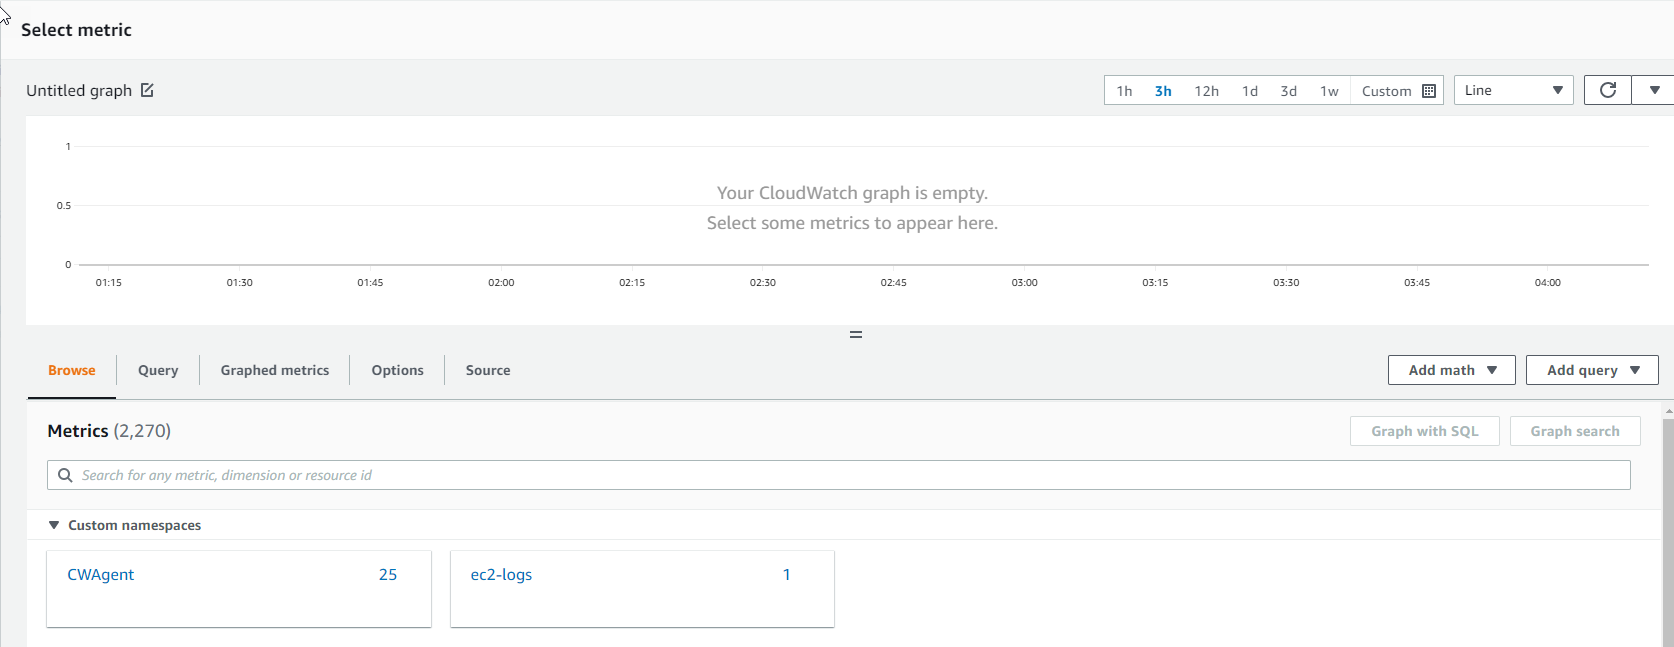 Select metric
Untitled graph
1h 3h 12h 1d 3d 1w Custom Line
1
0.5
0
Your CloudWatch graph is empty.
Select some metrics to appear here.
01:15 01:30 01:45 02:00 02:15 02:30 02:45 03:00 03:15 03:30 03:45 04:00
Browse Query Graphed metrics Options Source Add math Add query
Metrics (2,270) Graph with SQL Graph search
Search for any metric, dimension or resource id
Custom namespaces
CWAgent 25 ec2-logs 1